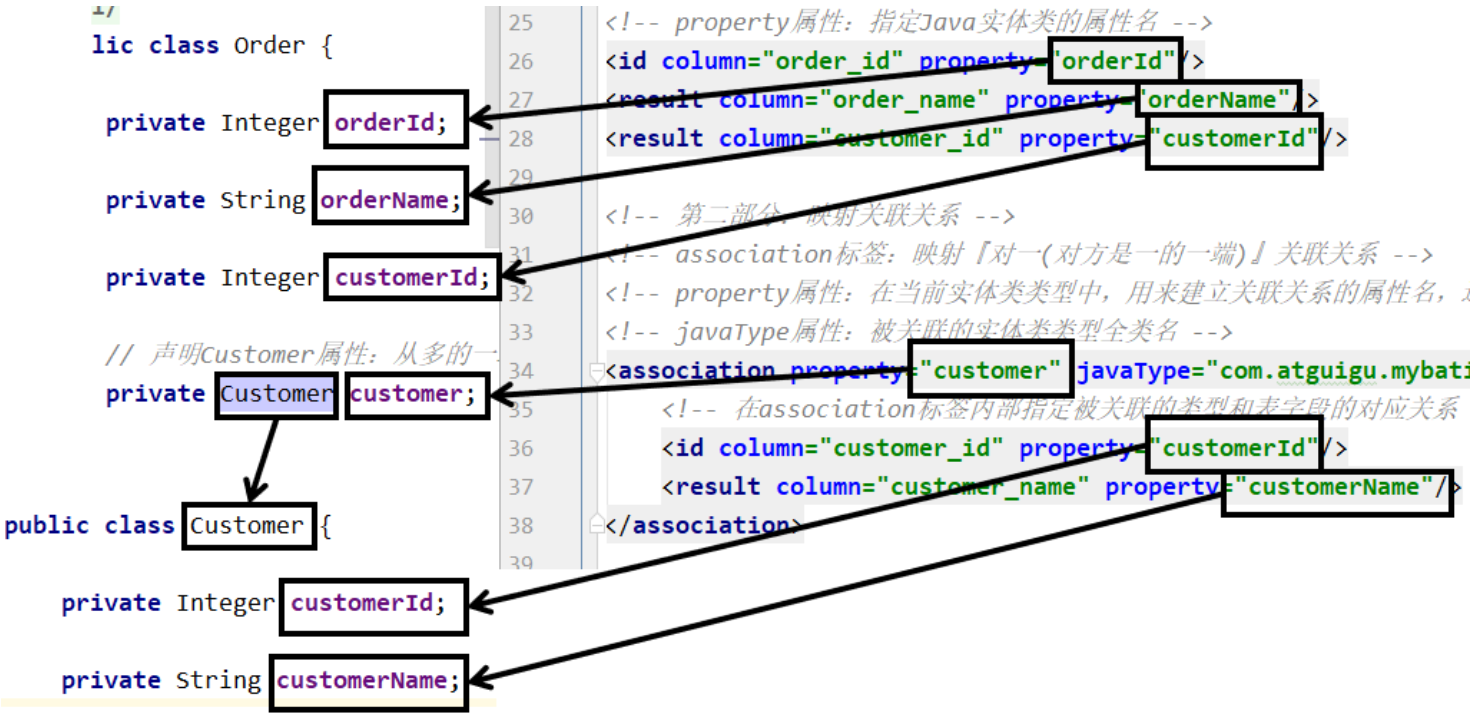 lic class Order {
private Integer orderId;
private String orderName;
private Integer customerId;
// 声明Customer属性：从多的一
private Customer customer;
public class Customer {
private Integer customerId;
private String customerName;
25 <!-- property属性：指定Java实体类的属性名 -->
26 <id column="order_id" property="orderId"/>
27 <result column="order_name" property="orderName"/>
28 <result column="customer_id" property="customerId"/>
29
30 <!-- 第二部分：映射关联关系 -->
31 <!-- association标签：映射『对一(对方是一的一端)』关联关系 -->
32 <!-- property属性：在当前实体类类型中，用来建立关联关系的属性名，
33 <!-- javaType属性：被关联的实体类类型全类名 -->
34 <association property="customer" javaType="com.atguigu.mybati
35 <!-- 在association标签内部指定被关联的类型和表字段的对应关系
36 <id column="customer_id" property="customerId"/>
37 <result column="customer_name" property="customerName"/>
38 </association>
39